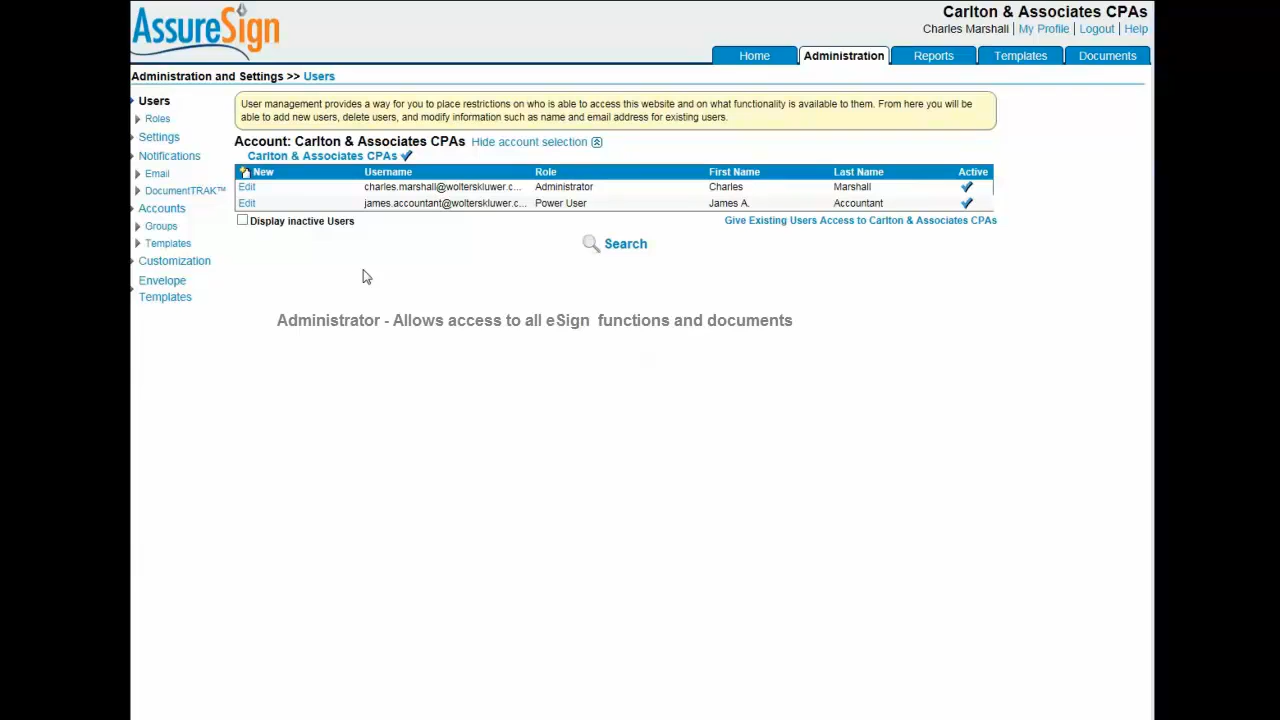 AssureSign
Carlton & Associates CPAs
Charles Marshall | My Profile | Logout | Help
Home Administration Reports Templates Documents
Administration and Settings >> Users
Users
Roles
Settings
Notifications
Email
DocumentTRAK™
Accounts
Groups
Templates
Customization
Envelope
Templates
User management provides a way for you to place restrictions on who is able to access this website and on what functionality is available to them. From here you will be
able to add new users, delete users, and modify information such as name and email address for existing users.
Account: Carlton & Associates CPAs Hide account selection
Carlton & Associates CPAs
New Username Role First Name Last Name Active
Edit charles.marshall@wolterskluwer.c... Administrator Charles Marshall
Edit james.accountant@wolterskluwer.c... Power User James A. Accountant
Display inactive Users Give Existing Users Access to Carlton & Associates CPAs
Search
Administrator - Allows access to all eSign functions and documents